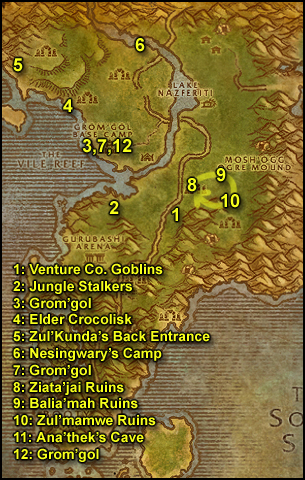 6
5
LAKE
NAZFERITI
4
GROM'GOL
BASE CAMP
3,7,12
THE
VILE REEF
MOSH'OGG
OGRE MOUND
9
8
10
2
1
GURUBASHI
ARENA
1: Venture Co. Goblins
2: Jungle Stalkers
3: Grom'gol
4: Elder Crocolisk
5: Zul'Kunda's Back Entrance
6: Nesingwary's Camp
7: Grom'gol
8: Ziata'jai Ruins
9: Balia'mah Ruins
10: Zul'mamwe Ruins
11: Ana'thek's Cave
12: Grom'gol
T
SO
S